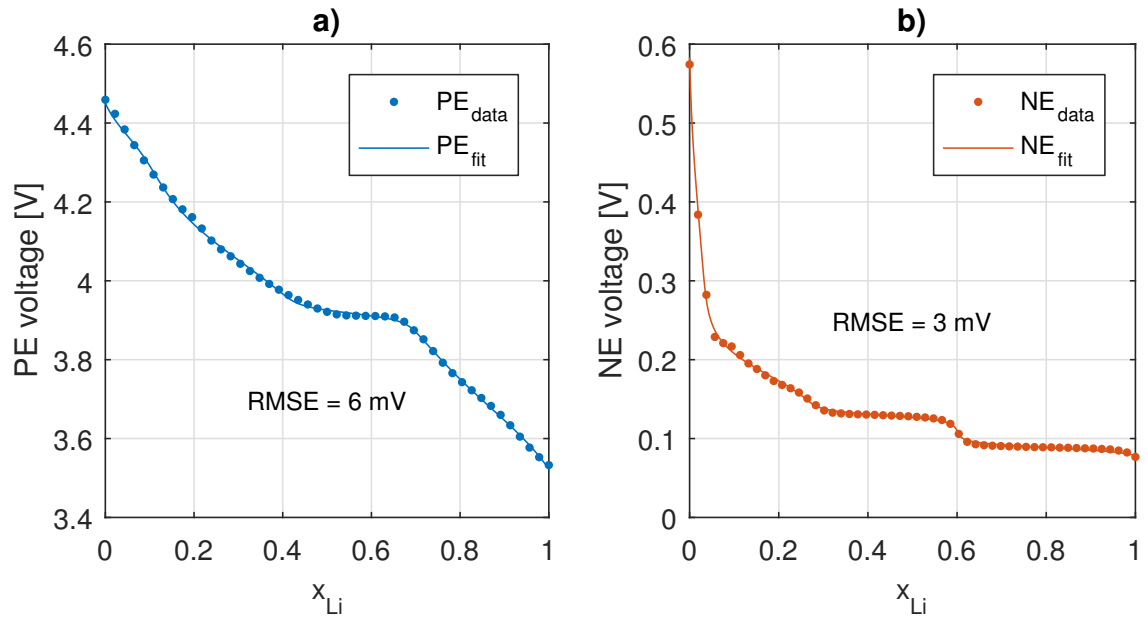 a)
4.6
4.4
4.2
4
3.8
3.6
3.4
0
0.2
0.4
0.6
0.8
1
PE voltage [V]
x_Li
PE_data
PE_fit
RMSE = 6 mV
b)
0.6
0.5
0.4
0.3
0.2
0.1
0
0
0.2
0.4
0.6
0.8
1
NE voltage [V]
x_Li
NE_data
NE_fit
RMSE = 3 mV